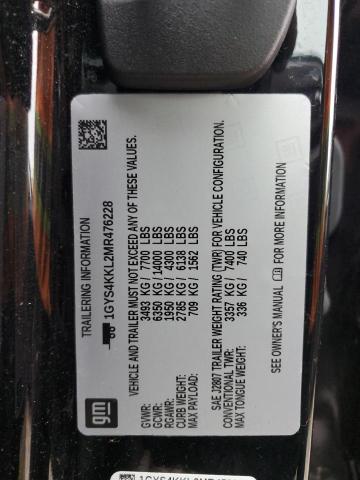 TRAILERING INFORMATION
1GYS4KKL2MR476228
VEHICLE AND TRAILER MUST NOT EXCEED ANY OF THESE VALUES.
GVWR: 3493 KG / 7700 LBS
GCWR: 6350 KG /14000 LBS
RGAWR: 1950 KG / 4300 LBS
CURB WEIGHT: 2785 KG / 6138 LBS
MAX PAYLOAD: 709 KG / 1562 LBS
SAE J2807 TRAILER WEIGHT RATING (TWR) FOR VEHICLE CONFIGURATION.
CONVENTIONAL TWR: 3357 KG / 7400 LBS
MAX TONGUE WEIGHT: 336 KG / 740 LBS
SEE OWNER'S MANUAL FOR MORE INFORMATION.
gm